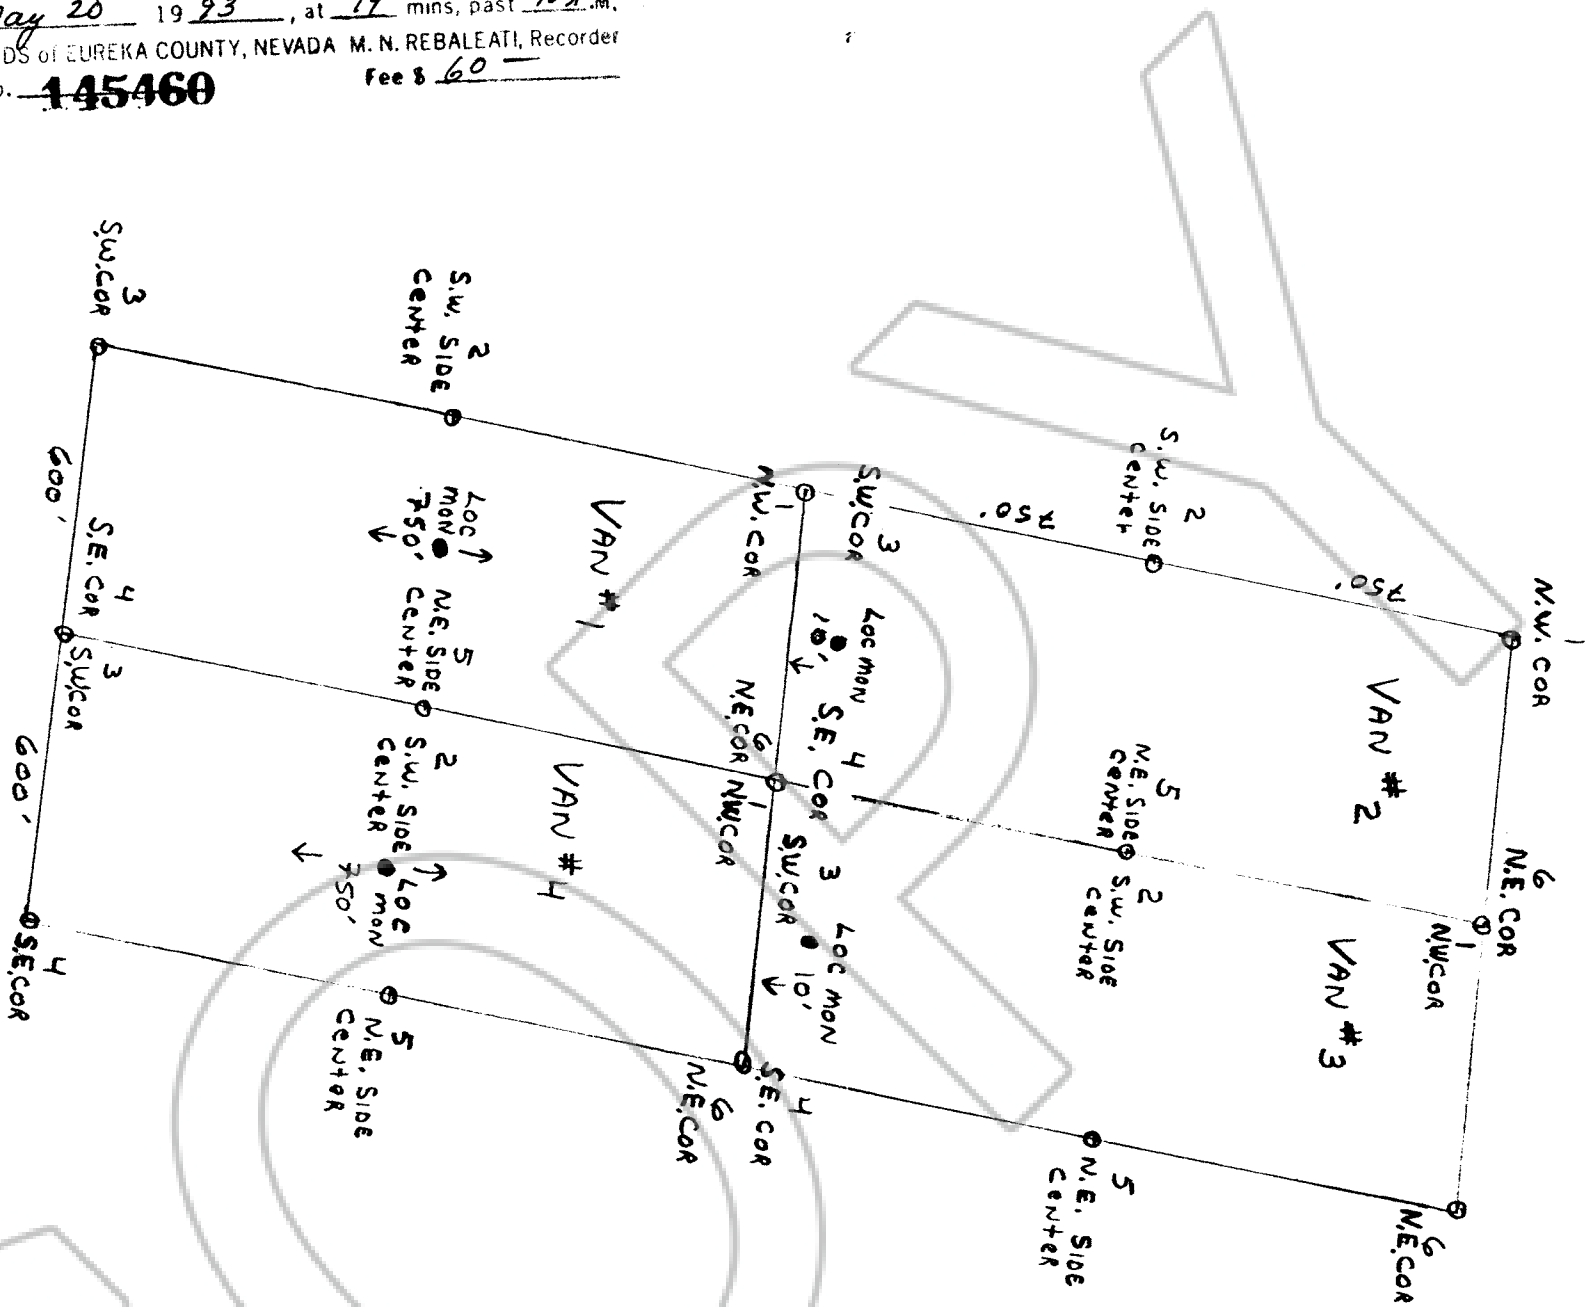 May 20 1993, at 17 mins, past
DS of EUREKA COUNTY, NEVADA M. N. REBALEATI, Recorder
145460
Fee $ 60 —
1
N.W. COR
VAN #2
6
N.E. COR
1
N.W. COR
VAN #3
6
N.E. COR
750'
2
S.W. SIDE
CENTER
750'
5
N.E. SIDE
CENTER
2
S.W. SIDE
CENTER
5
N.E. SIDE
CENTER
3
S.W. COR
LOC MON
10'
4
S.E. COR
3
S.W. COR
LOC MON
10'
4
S.E. COR
1
N.W. COR
6
N.E. COR
1
N.W. COR
6
N.E. COR
VAN #1
VAN #4
2
S.W. SIDE
CENTER
LOC
MON
750'
5
N.E. SIDE
CENTER
2
S.W. SIDE
CENTER
LOC
MON
750'
5
N.E. SIDE
CENTER
3
S.W. COR
600'
4
S.E. COR
3
S.W. COR
600'
4
S.E. COR